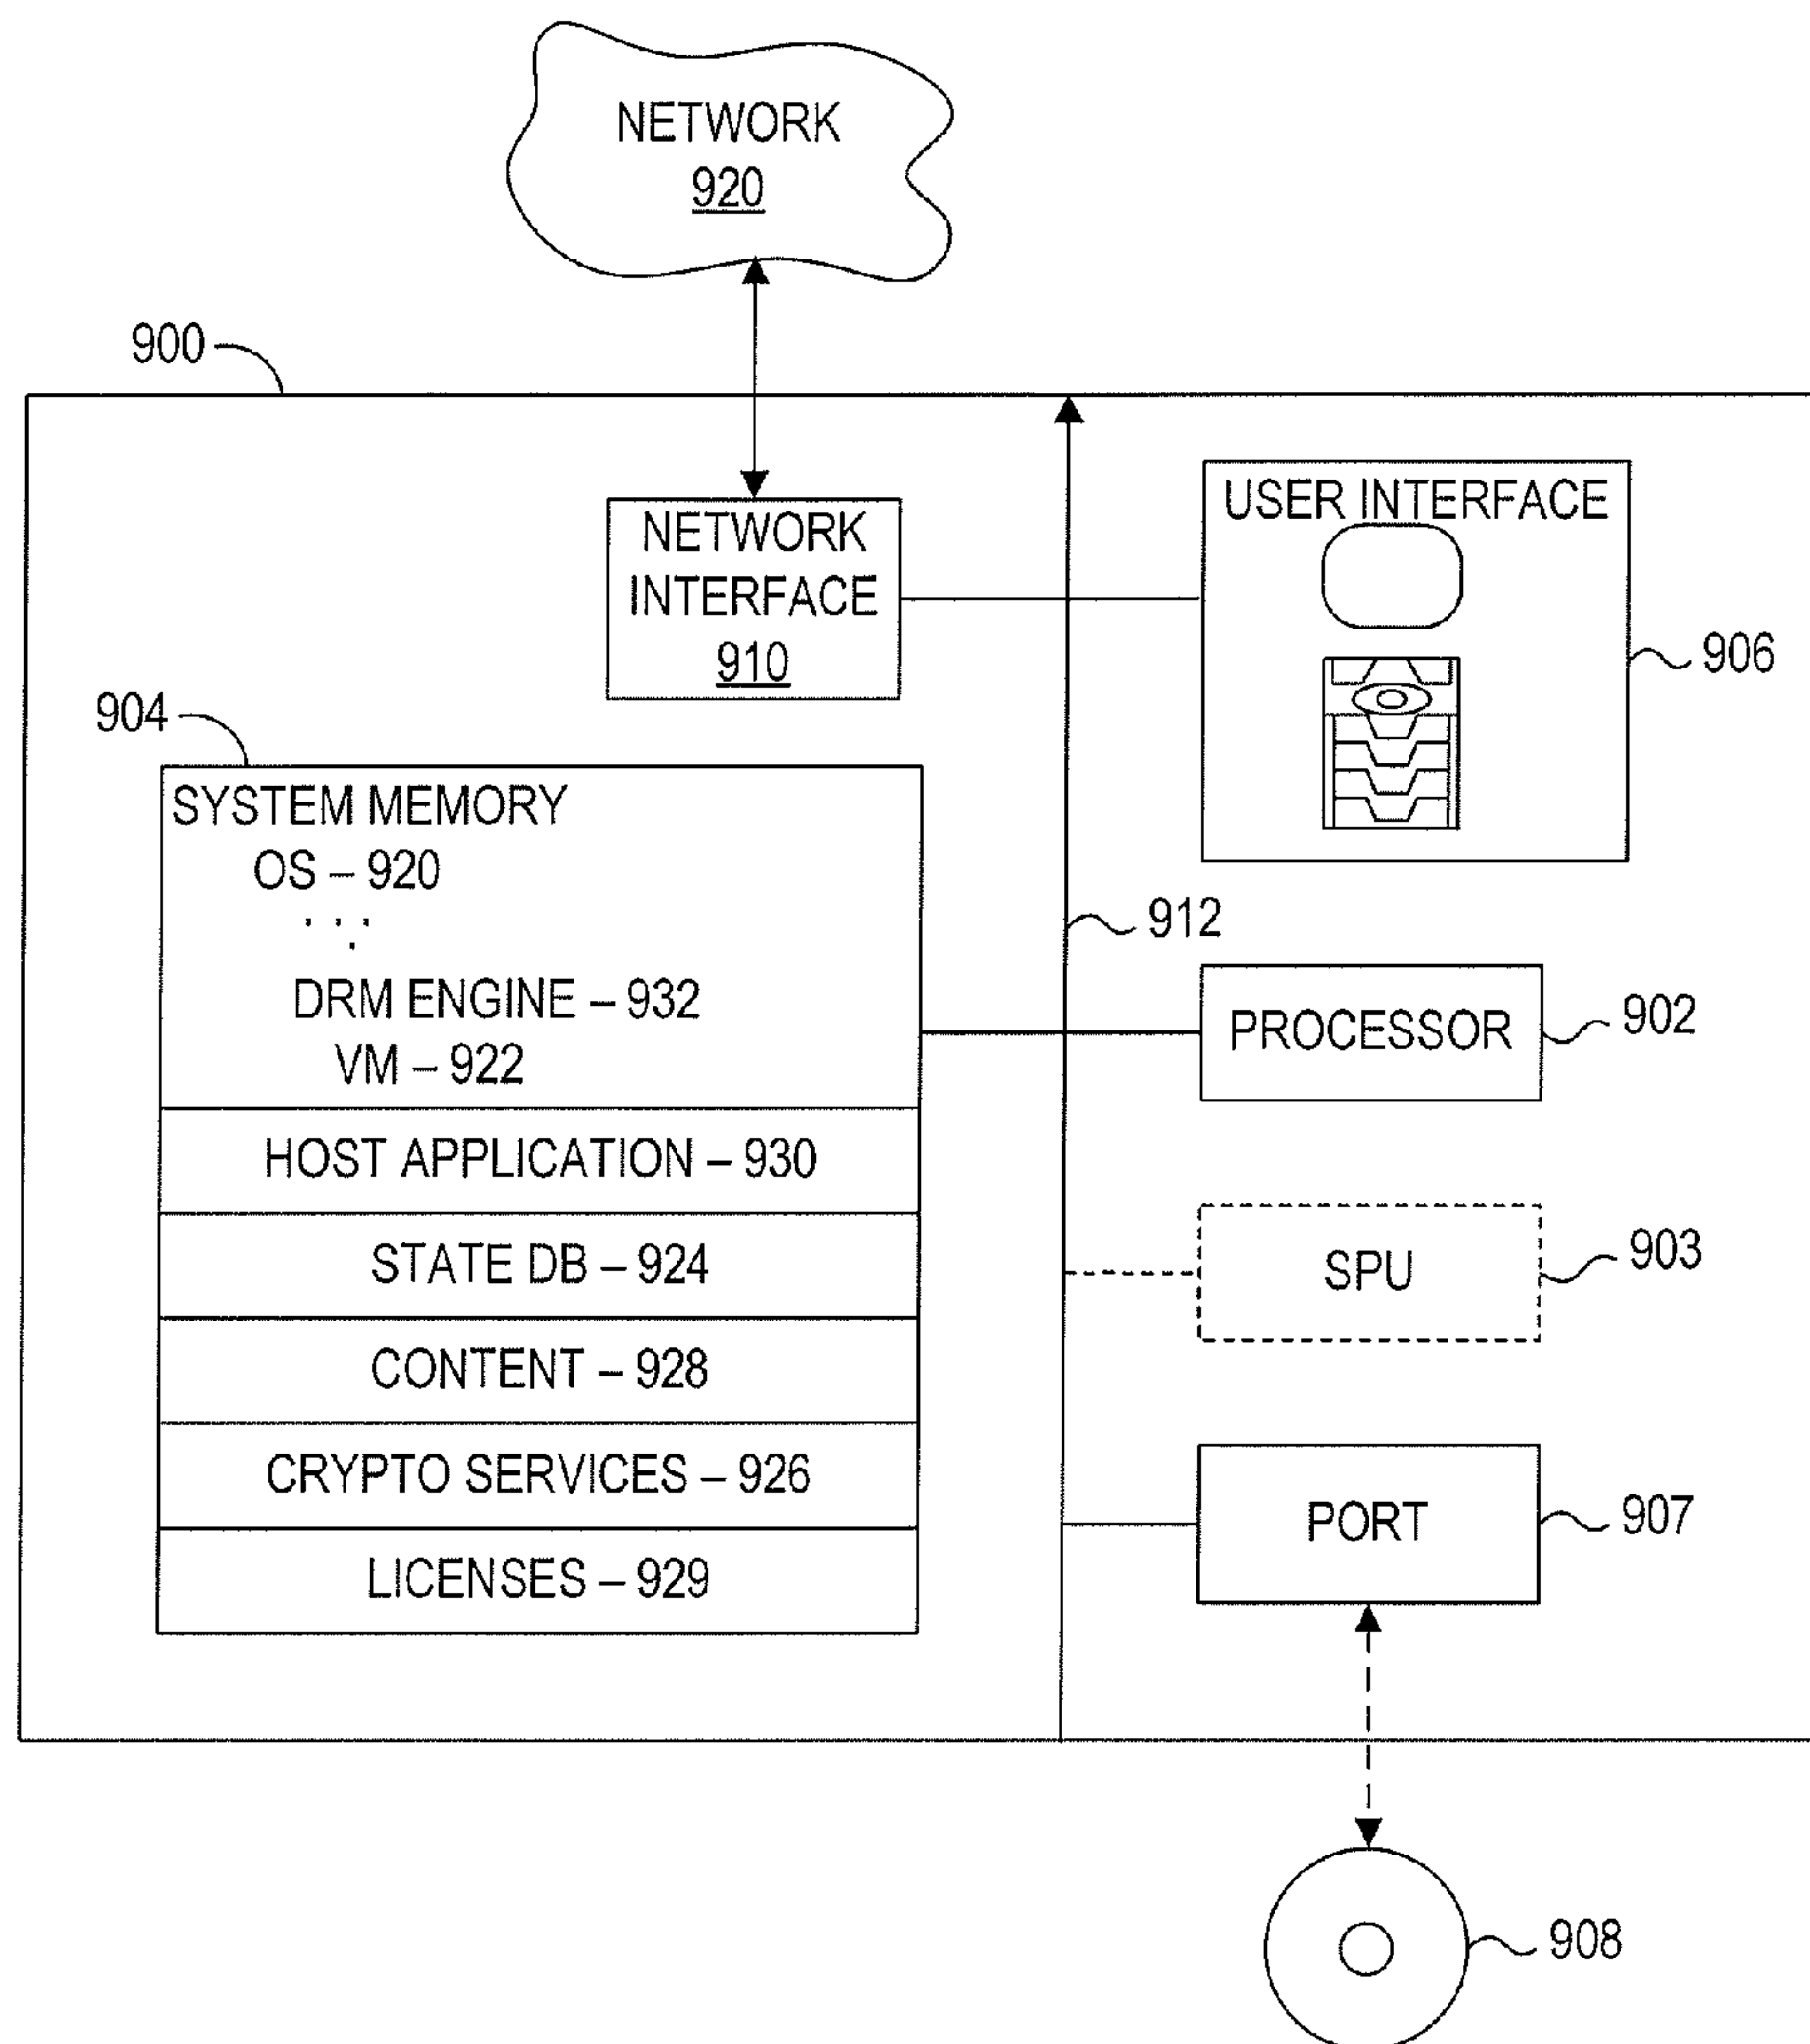 NETWORK
920
900
NETWORK
INTERFACE
910
USER INTERFACE
906
904
SYSTEM MEMORY
OS – 920
DRM ENGINE – 932
VM – 922
HOST APPLICATION – 930
STATE DB – 924
CONTENT – 928
CRYPTO SERVICES – 926
LICENSES – 929
912
PROCESSOR
902
SPU
903
PORT
907
908